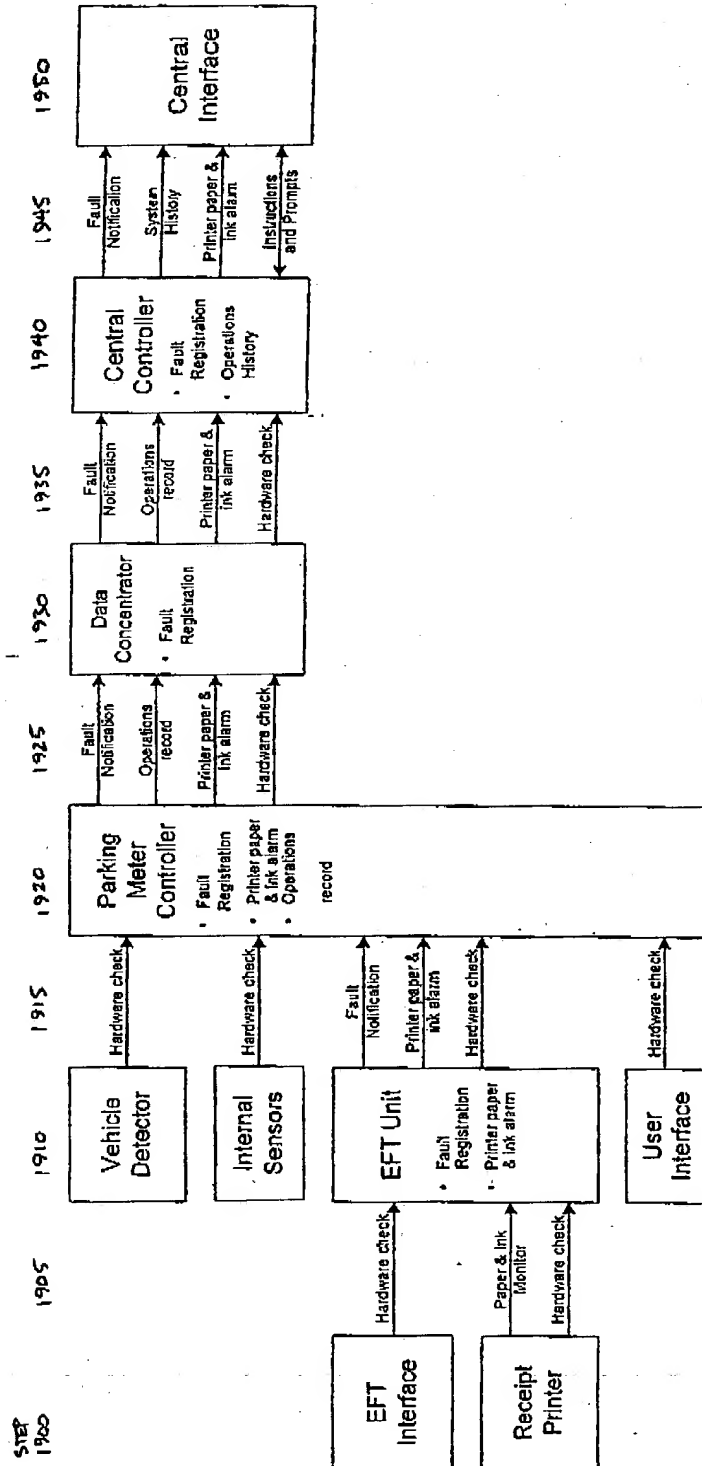 STEP
1900
1905
1910
1915
1920
1925
1930
1935
1940
1945
1950
EFT
Interface
Receipt
Printer
Hardware check
Paper & Ink
Monitor
Hardware check
Vehicle
Detector
Internal
Sensors
EFT Unit
• Fault
Registration
• Printer paper
& Ink alarm
User
Interface
Hardware check
Hardware check
Fault
Notification
Printer paper &
ink alarm
Hardware check
Hardware check
Parking
Meter
Controller
• Fault
Registration
• Printer paper
& Ink alarm
• Operations
record
Fault
Notification
Operations
record
Printer paper &
Ink alarm
Hardware check
Data
Concentrator
• Fault
Registration
Fault
Notification
Operations
record
Printer paper &
ink alarm
Hardware check
Central
Controller
• Fault
Registration
• Operations
History
Fault
Notification
System
History
Printer paper &
Ink alarm
Instructions
and Prompts
Central
Interface